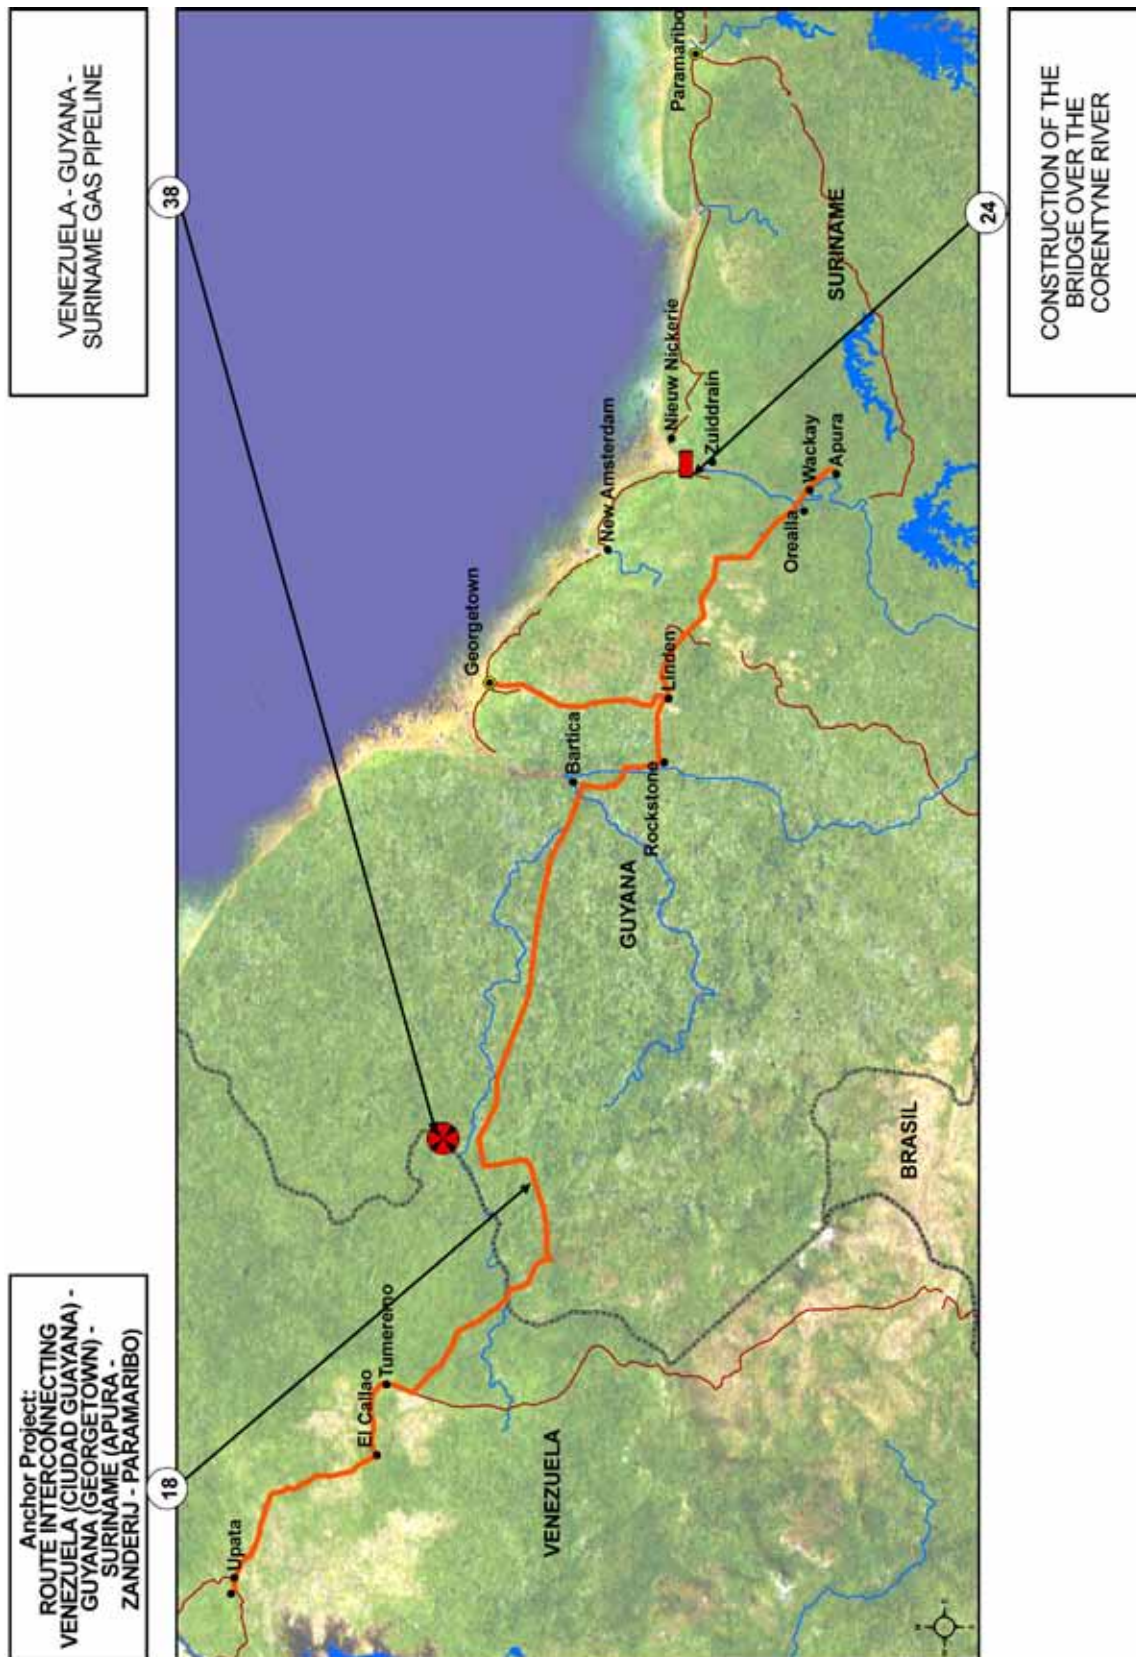 Anchor Project:
ROUTE INTERCONNECTING
VENEZUELA (CIUDAD GUAYANA) -
GUYANA (GEORGETOWN) -
SURINAME (APURA -
ZANDERIJ - PARAMARIBO)
18
VENEZUELA - GUYANA -
SURINAME GAS PIPELINE
38
Upata
El Callao
Tumeremo
VENEZUELA
Georgetown
Bartica
Rockstone
Linden
GUYANA
BRASIL
New Amsterdam
Nieuw Nickerie
Zuiddrain
Orealla
Wackay
Apura
Paramaribo
SURINAME
24
CONSTRUCTION OF THE
BRIDGE OVER THE
CORENTYNE RIVER